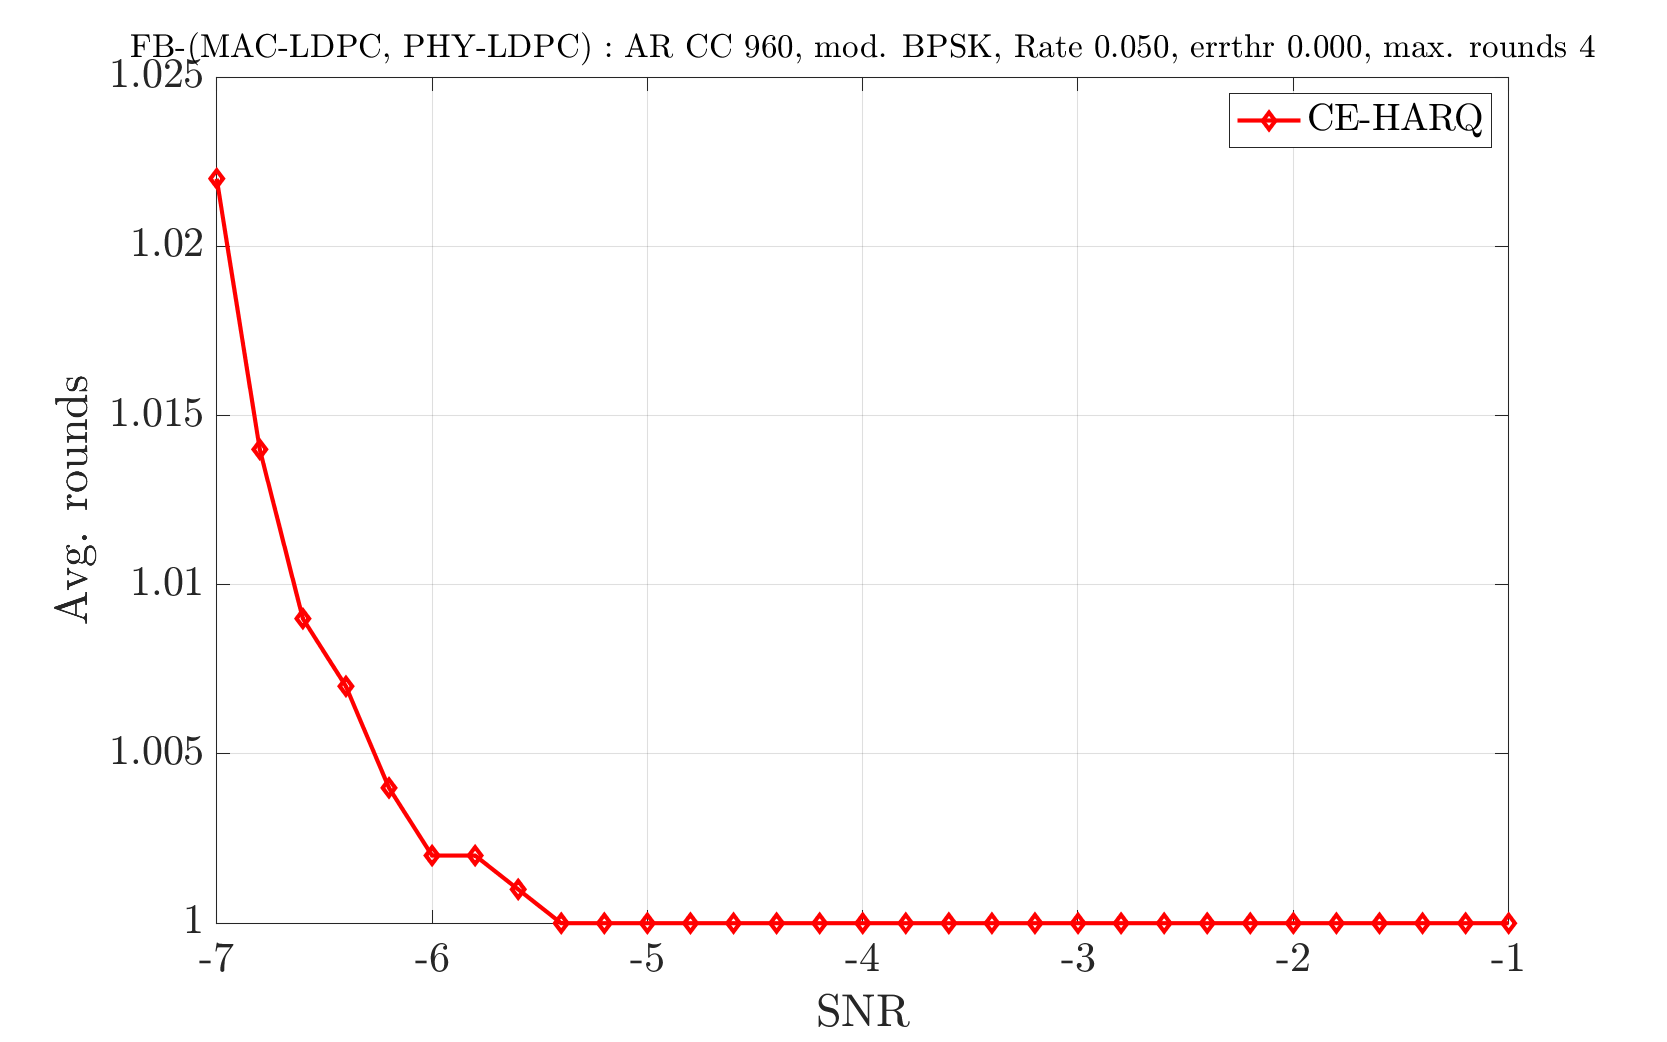 FB-(MAC-LDPC, PHY-LDPC) : AR CC 960, mod. BPSK, Rate 0.050, errthr 0.000, max. rounds 4
CE-HARQ
1.025
1.02
1.015
1.01
1.005
1
Avg. rounds
-7 -6 -5 -4 -3 -2 -1
SNR